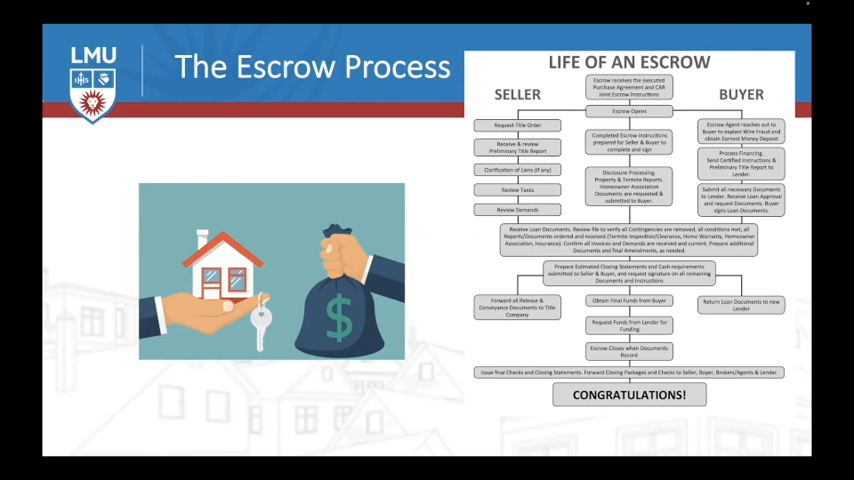 LMU
IHS
The Escrow Process
LIFE OF AN ESCROW
SELLER
BUYER
Escrow receives the executed
Purchase Agreement and CAR
Joint Escrow Instructions
Escrow Opens
Request Title Order
Receive & review
Preliminary Title Report
Clarification of Liens (if any)
Review Taxes
Review Demands
Completed Escrow Instructions
prepared for Seller & Buyer to
complete and sign
Disclosure Processing.
Property & Termite Reports.
Homeowner Association
Documents are requested &
submitted to Buyer.
Escrow Agent reaches out to
Buyer to explain Wire Fraud and
obtain Earnest Money Deposit
Process Financing.
Send Certified Instructions &
Preliminary Title Report to
Lender.
Submit all necessary Documents
to Lender. Receive Loan Approval
and request Documents. Buyer
signs Loan Documents.
Receive Loan Documents. Review file to verify all Contingencies are removed, all conditions met, all
Reports/Documents ordered and received (Termite Inspection/Clearance, Home Warranty, Homeowner
Association, Insurance). Confirm all Invoices and Demands are received and current. Prepare additional
Documents and final Amendments, as needed.
Prepare Estimated Closing Statements and Cash requirements
submitted to Seller & Buyer, and request signature on all remaining
Documents and Instructions
Forward all Release &
Conveyance Documents to Title
Company
Obtain Final Funds from Buyer
Request Funds from Lender for
Funding
Escrow Closes when Documents
Record
Return Loan Documents to new
Lender
Issue final Checks and Closing Statements. Forward Closing Packages and Checks to Seller, Buyer, Brokers/Agents & Lender.
CONGRATULATIONS!
$